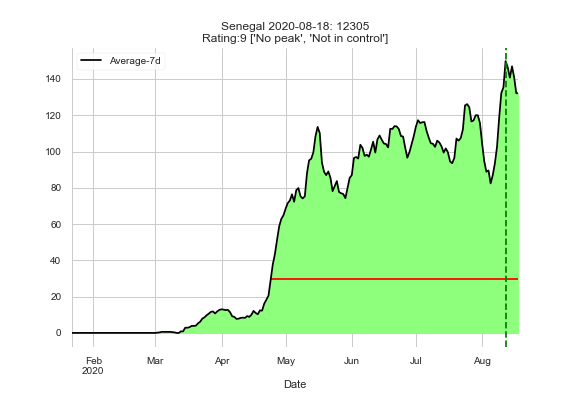 Senegal 2020-08-18: 12305
Rating:9 ['No peak', 'Not in control']
Average-7d
140
120
100
80
60
40
20
0
Feb Mar Apr May Jun Jul Aug
2020
Date